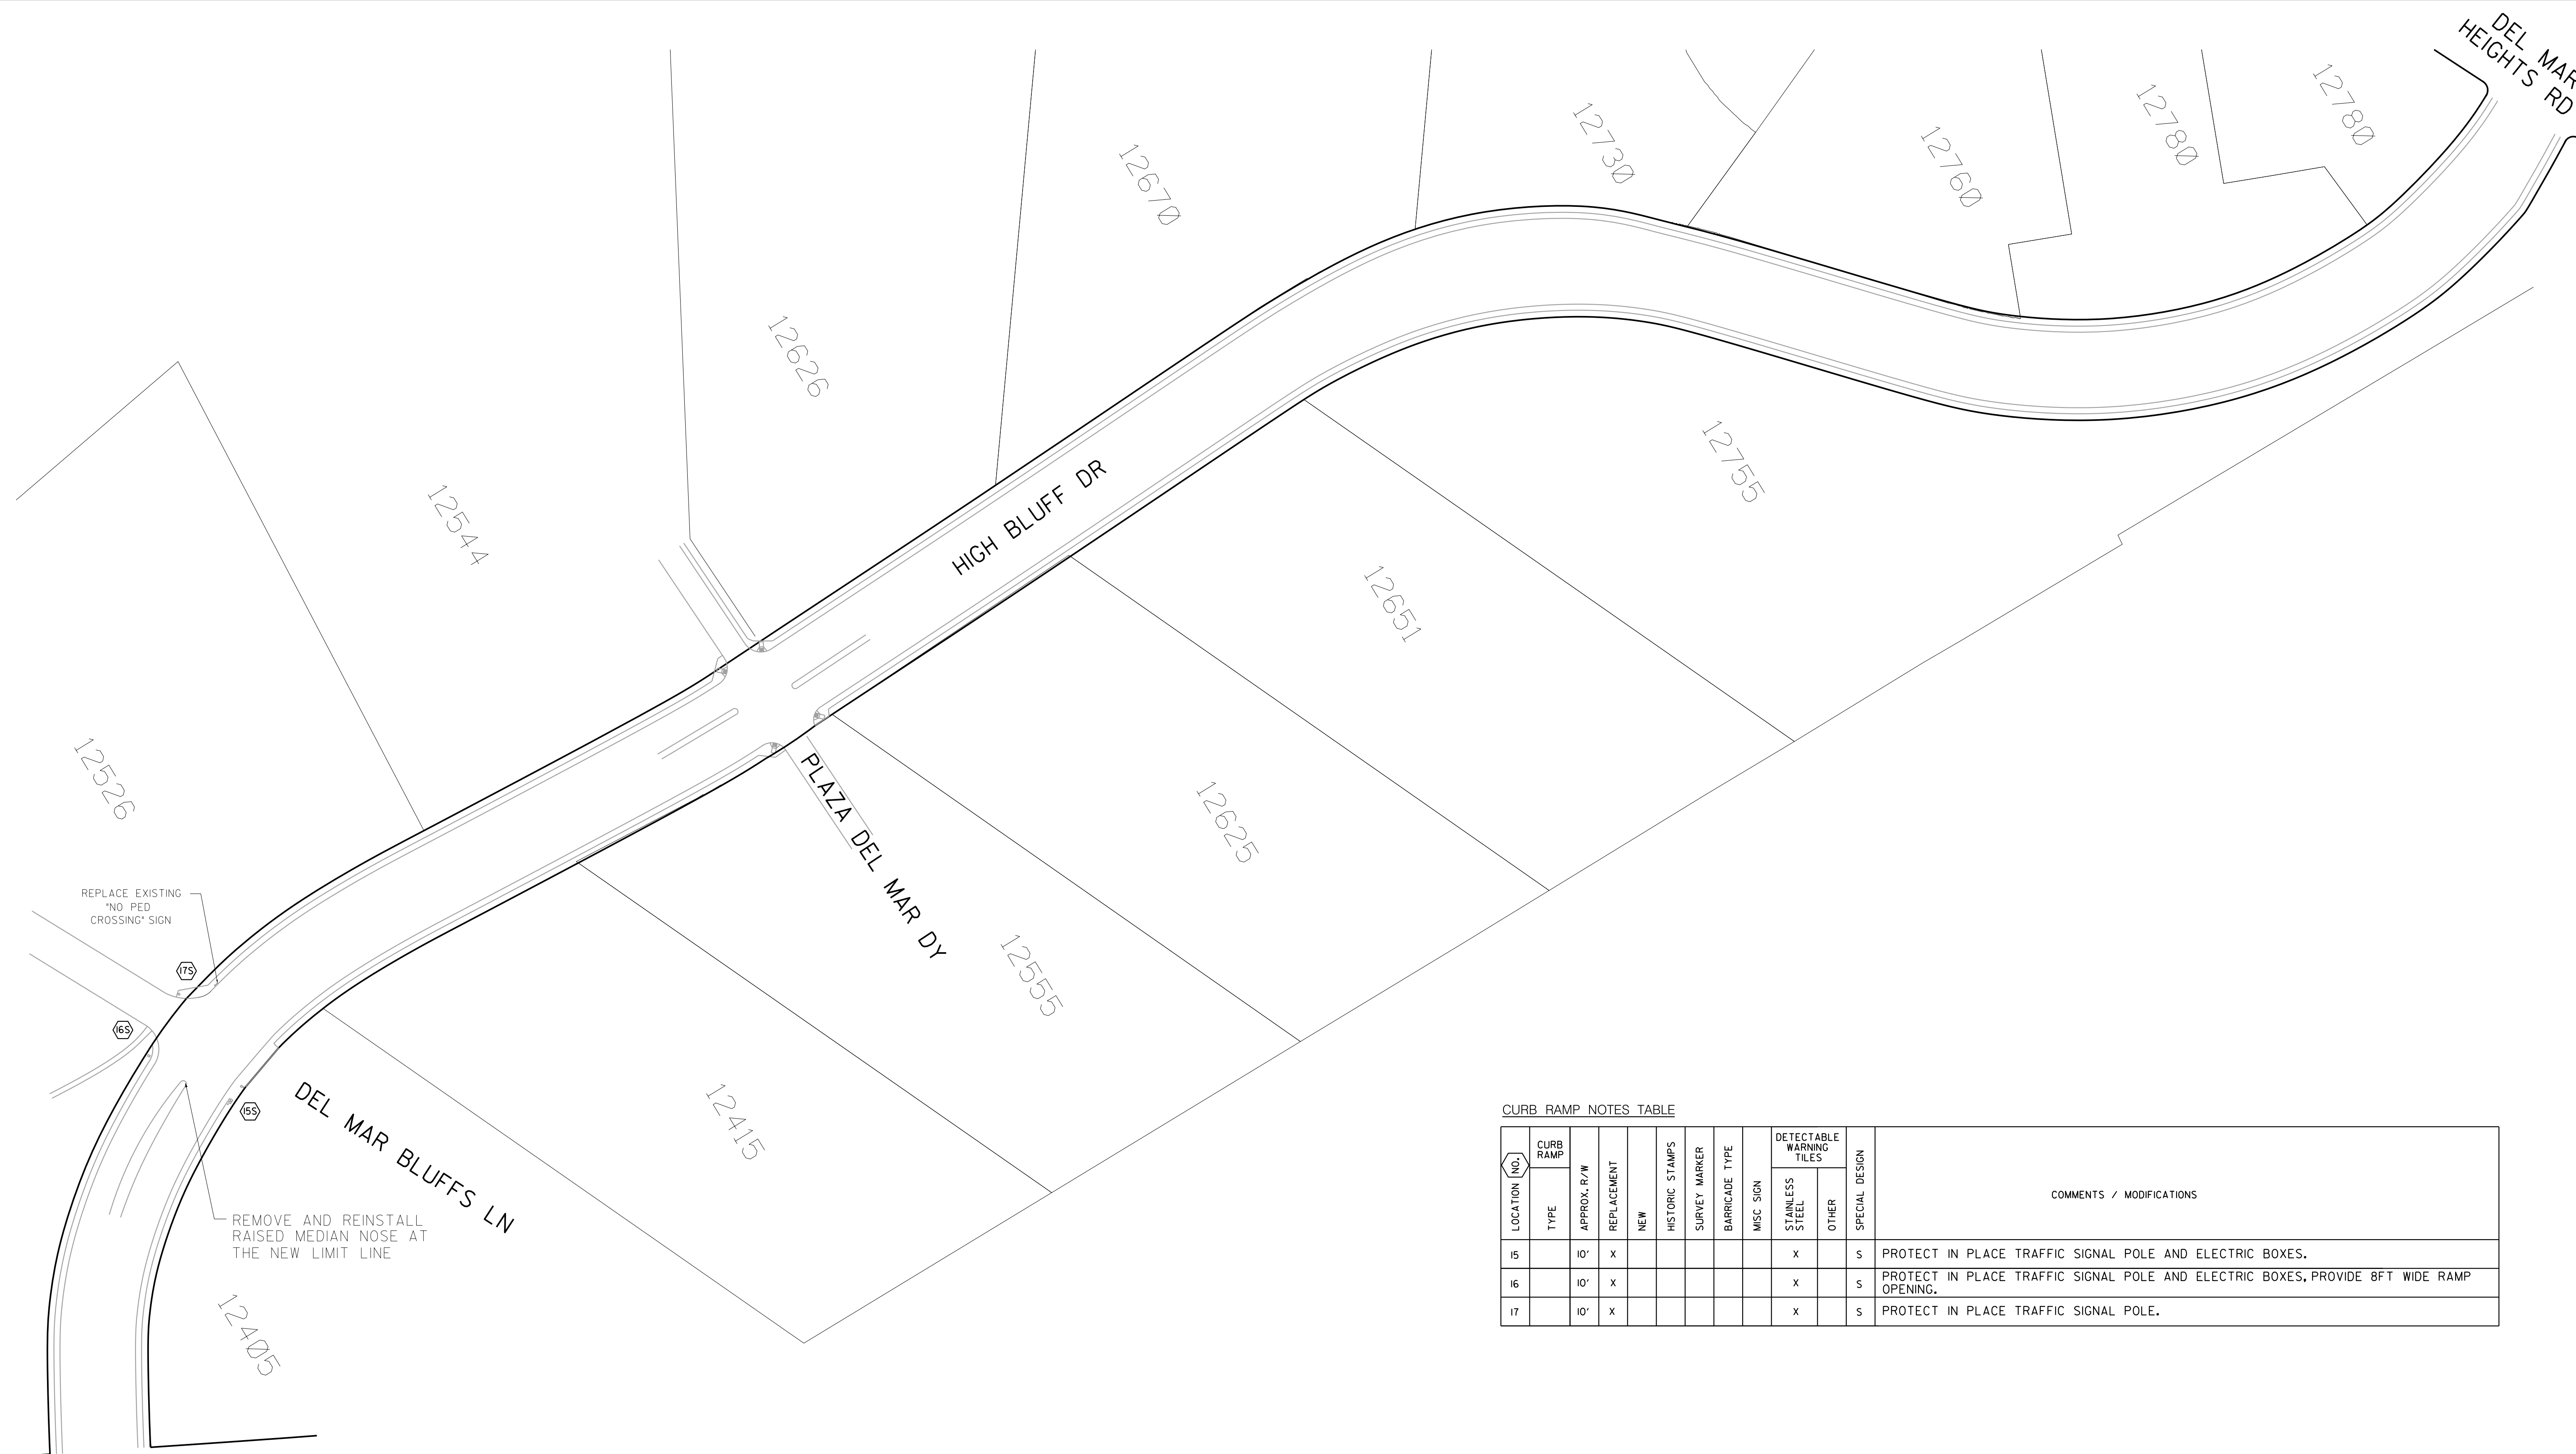 DEL MAR
HEIGHTS RD
12780
12780
12760
12730
12670
12626
12544
12526
12755
12651
12625
12555
12415
12405
HIGH BLUFF DR
PLAZA DEL MAR DY
DEL MAR BLUFFS LN
REPLACE EXISTING
"NO PED
CROSSING" SIGN
17S
16S
15S
REMOVE AND REINSTALL
RAISED MEDIAN NOSE AT
THE NEW LIMIT LINE
CURB RAMP NOTES TABLE
LOCATION NO.
CURB
RAMP
TYPE
APPROX. R/W
REPLACEMENT
NEW
HISTORIC STAMPS
SURVEY MARKER
BARRICADE TYPE
MISC SIGN
DETECTABLE
WARNING
TILES
STAINLESS
STEEL
OTHER
SPECIAL DESIGN
COMMENTS / MODIFICATIONS
15 10' X X S PROTECT IN PLACE TRAFFIC SIGNAL POLE AND ELECTRIC BOXES.
16 10' X X S PROTECT IN PLACE TRAFFIC SIGNAL POLE AND ELECTRIC BOXES, PROVIDE 8FT WIDE RAMP
OPENING.
17 10' X X S PROTECT IN PLACE TRAFFIC SIGNAL POLE.